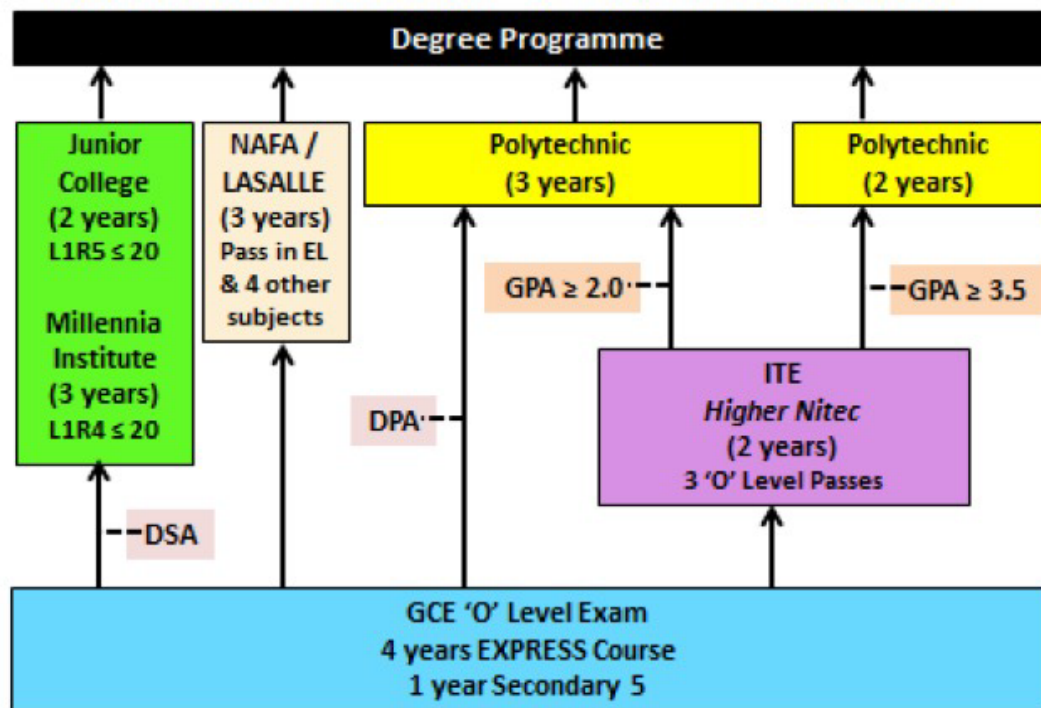 Degree Programme
Junior
College
(2 years)
L1R5 ≤ 20
Millennia
Institute
(3 years)
L1R4 ≤ 20
NAFA /
LASALLE
(3 years)
Pass in EL
& 4 other
subjects
Polytechnic
(3 years)
Polytechnic
(2 years)
GPA ≥ 2.0
GPA ≥ 3.5
DPA
ITE
Higher Nitec
(2 years)
3 ‘O’ Level Passes
DSA
GCE ‘O’ Level Exam
4 years EXPRESS Course
1 year Secondary 5